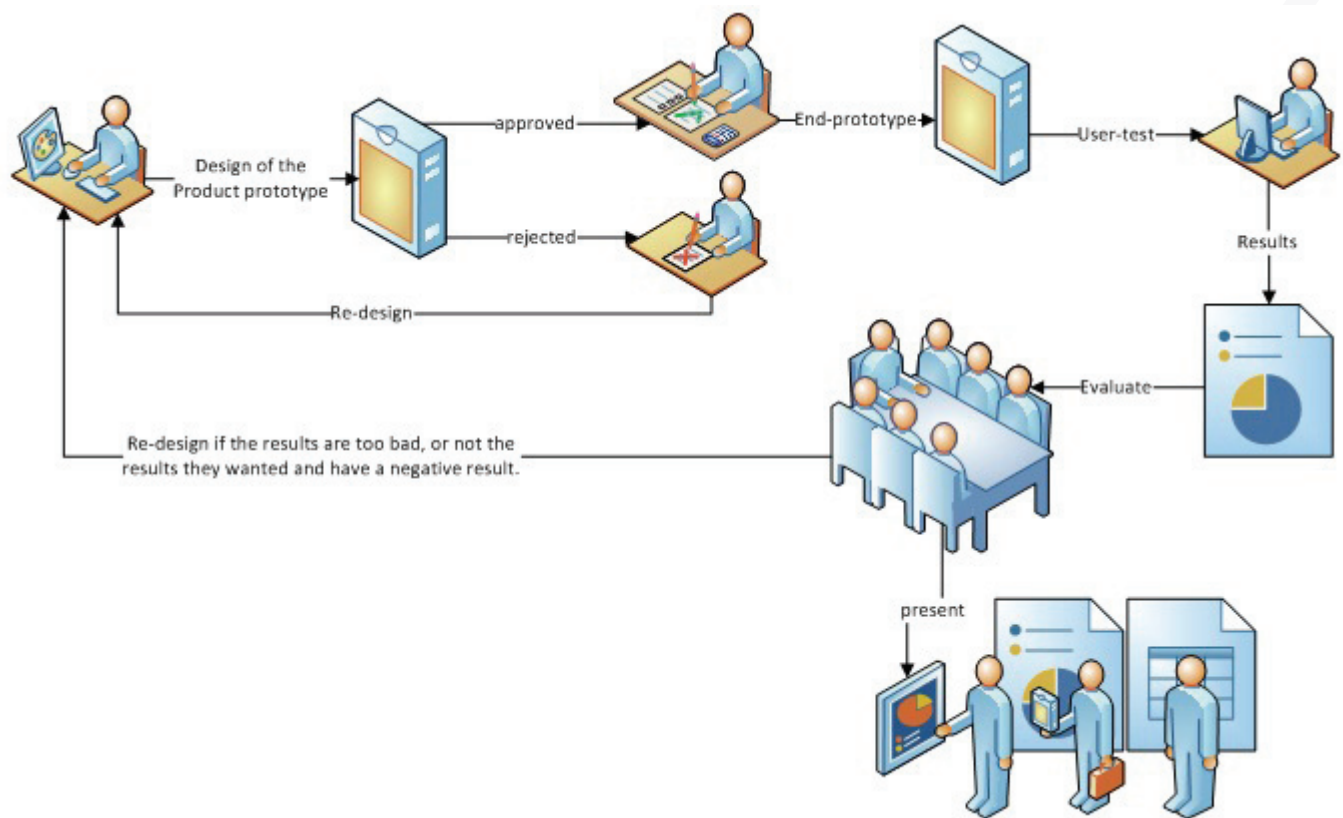 approved
End-prototype
User-test
Design of the
Product prototype
rejected
Results
Re-design
Evaluate
Re-design if the results are too bad, or not the
results they wanted and have a negative result.
present